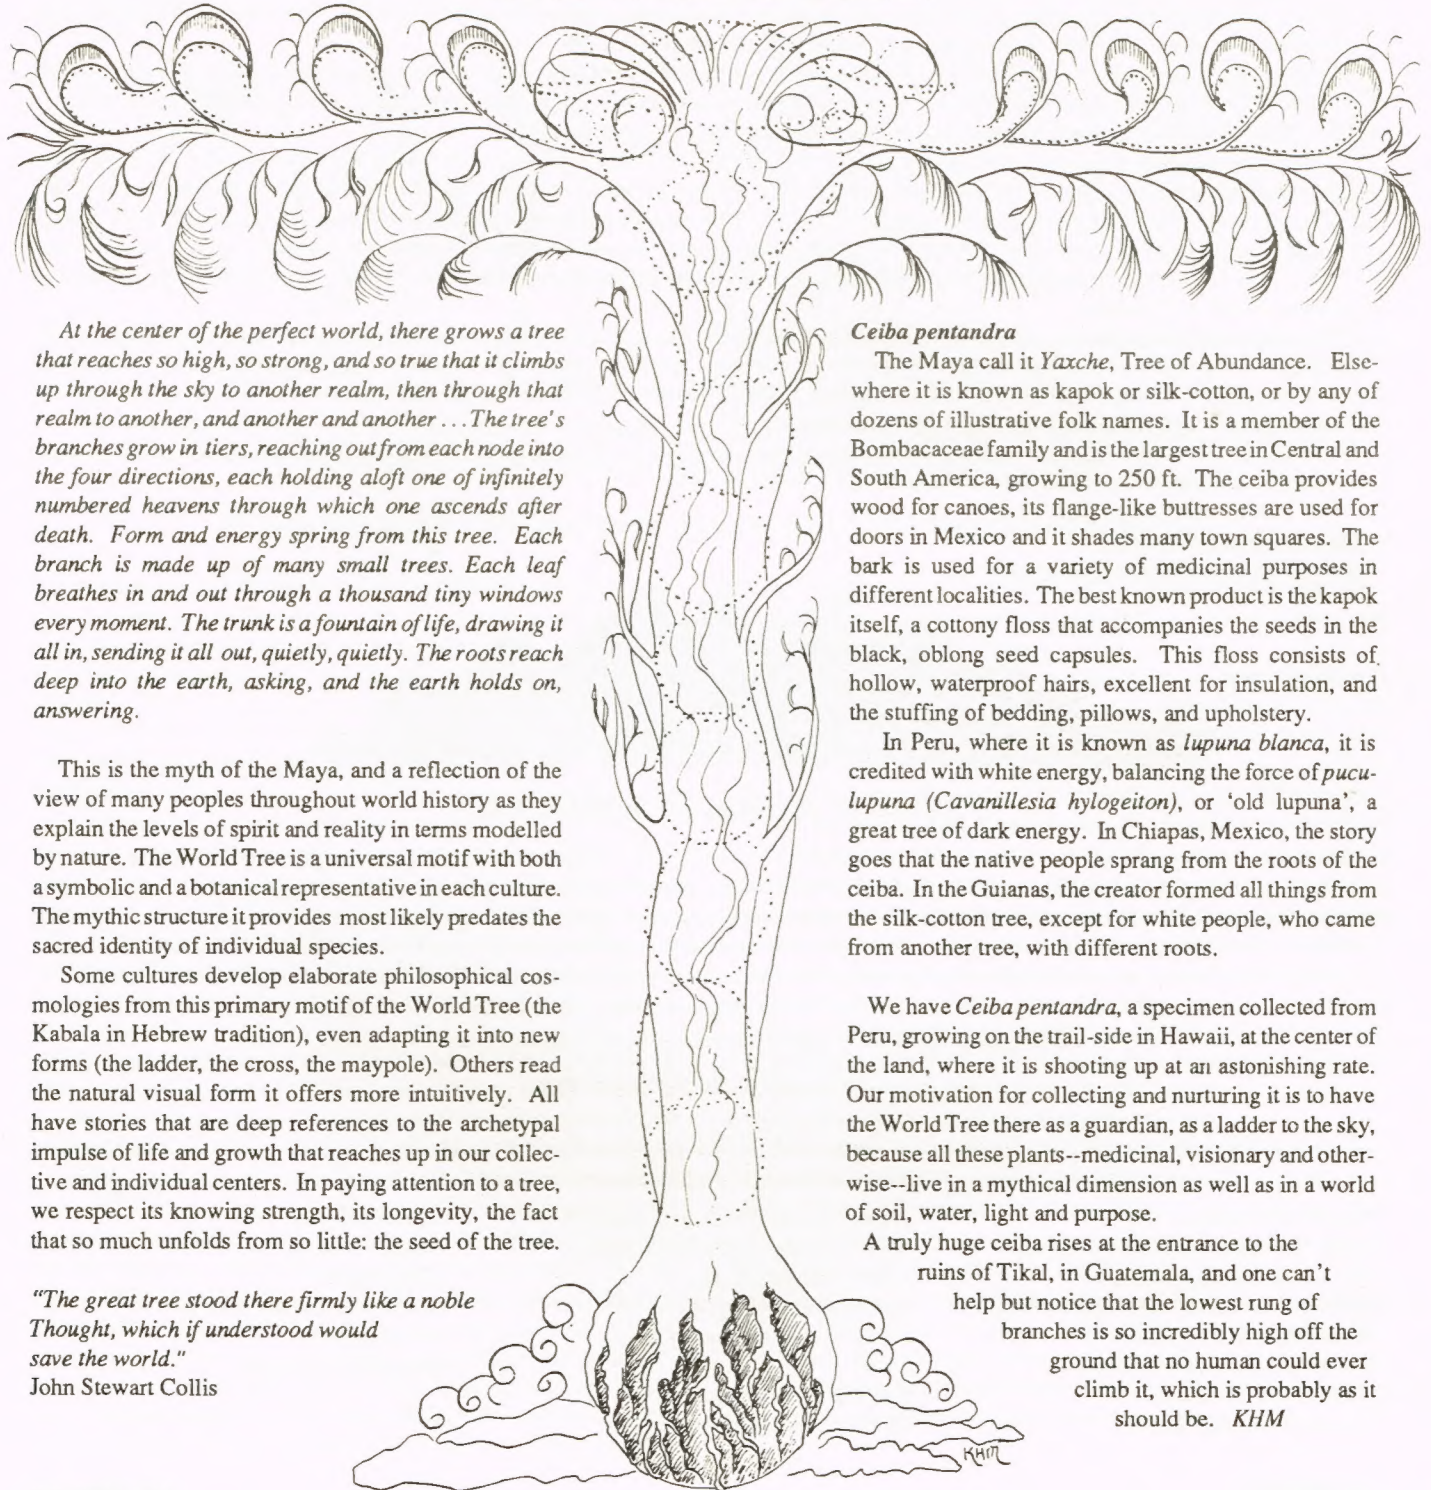 At the center of the perfect world, there grows a tree
that reaches so high, so strong, and so true that it climbs
up through the sky to another realm, then through that
realm to another, and another and another . . . The tree's
branches grow in tiers, reaching out from each node into
the four directions, each holding aloft one of infinitely
numbered heavens through which one ascends after
death. Form and energy spring from this tree. Each
branch is made up of many small trees. Each leaf
breathes in and out through a thousand tiny windows
every moment. The trunk is a fountain of life, drawing it
all in, sending it all out, quietly, quietly. The roots reach
deep into the earth, asking, and the earth holds on,
answering.
This is the myth of the Maya, and a reflection of the
view of many peoples throughout world history as they
explain the levels of spirit and reality in terms modelled
by nature. The World Tree is a universal motif with both
a symbolic and a botanical representative in each culture.
The mythic structure it provides most likely predates the
sacred identity of individual species.
Some cultures develop elaborate philosophical cos-
mologies from this primary motif of the World Tree (the
Kabala in Hebrew tradition), even adapting it into new
forms (the ladder, the cross, the maypole). Others read
the natural visual form it offers more intuitively. All
have stories that are deep references to the archetypal
impulse of life and growth that reaches up in our collec-
tive and individual centers. In paying attention to a tree,
we respect its knowing strength, its longevity, the fact
that so much unfolds from so little: the seed of the tree.
"The great tree stood there firmly like a noble
Thought, which if understood would
save the world."
John Stewart Collis
Ceiba pentandra
The Maya call it Yaxche, Tree of Abundance. Else-
where it is known as kapok or silk-cotton, or by any of
dozens of illustrative folk names. It is a member of the
Bombacaceae family and is the largest tree in Central and
South America, growing to 250 ft. The ceiba provides
wood for canoes, its flange-like buttresses are used for
doors in Mexico and it shades many town squares. The
bark is used for a variety of medicinal purposes in
different localities. The best known product is the kapok
itself, a cottony floss that accompanies the seeds in the
black, oblong seed capsules. This floss consists of
hollow, waterproof hairs, excellent for insulation, and
the stuffing of bedding, pillows, and upholstery.
In Peru, where it is known as lupuna blanca, it is
credited with white energy, balancing the force of pucu-
lupuna (Cavanillesia hylogeiton), or ‘old lupuna’, a
great tree of dark energy. In Chiapas, Mexico, the story
goes that the native people sprang from the roots of the
ceiba. In the Guianas, the creator formed all things from
the silk-cotton tree, except for white people, who came
from another tree, with different roots.
We have Ceiba pentandra, a specimen collected from
Peru, growing on the trail-side in Hawaii, at the center of
the land, where it is shooting up at an astonishing rate.
Our motivation for collecting and nurturing it is to have
the World Tree there as a guardian, as a ladder to the sky,
because all these plants--medicinal, visionary and other-
wise--live in a mythical dimension as well as in a world
of soil, water, light and purpose.
A truly huge ceiba rises at the entrance to the
ruins of Tikal, in Guatemala, and one can’t
help but notice that the lowest rung of
branches is so incredibly high off the
ground that no human could ever
climb it, which is probably as it
should be. KHM
KHM